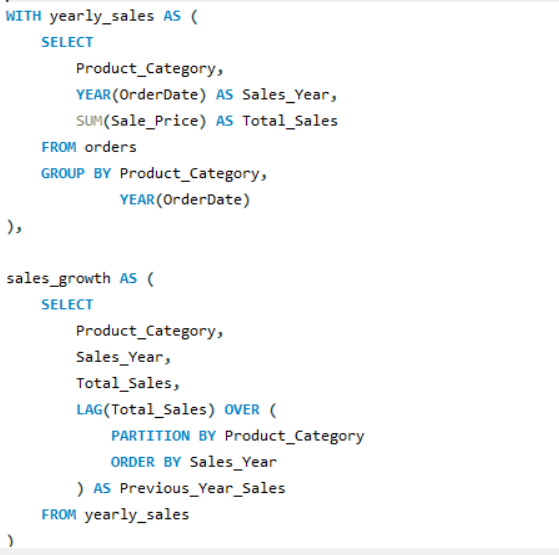 WITH yearly_sales AS (
    SELECT
        Product_Category,
        YEAR(OrderDate) AS Sales_Year,
        SUM(Sale_Price) AS Total_Sales
    FROM orders
    GROUP BY Product_Category,
             YEAR(OrderDate)
),

sales_growth AS (
    SELECT
        Product_Category,
        Sales_Year,
        Total_Sales,
        LAG(Total_Sales) OVER (
            PARTITION BY Product_Category
            ORDER BY Sales_Year
        ) AS Previous_Year_Sales
    FROM yearly_sales
)